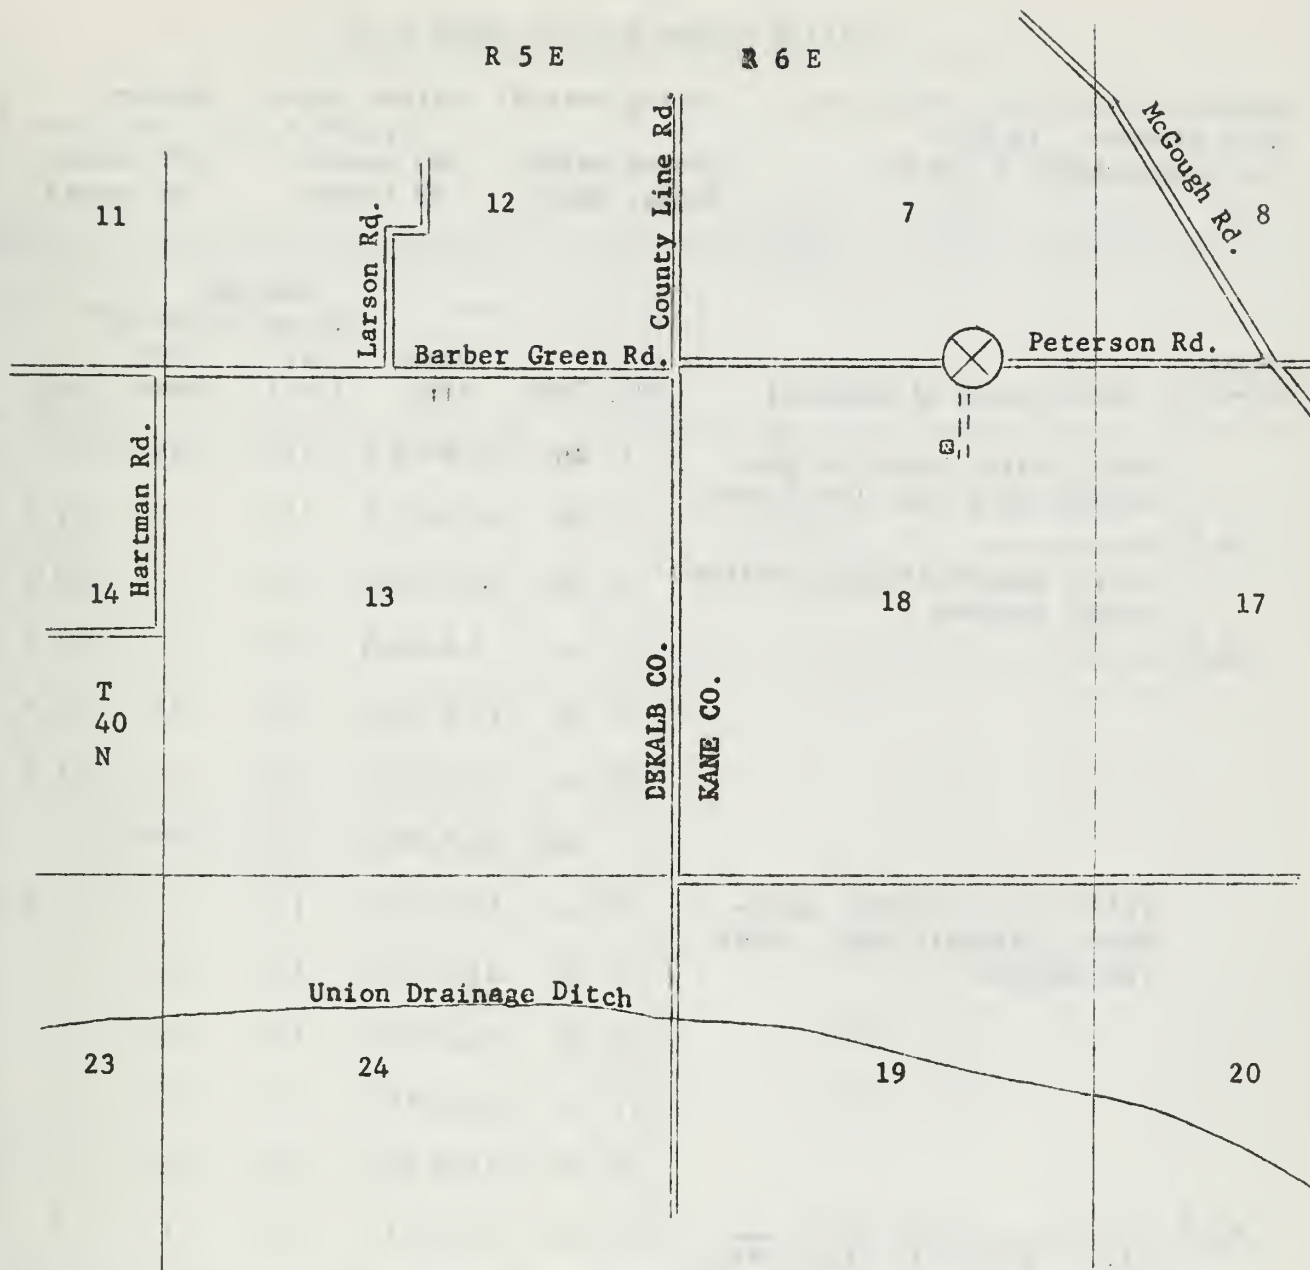 R 5 E
R 6 E
McGough Rd.
County Line Rd.
Larson Rd.
11
12
7
8
Barber Green Rd.
Peterson Rd.
Hartman Rd.
14
13
18
17
T
40
N
DEKALB CO.
KANE CO.
Union Drainage Ditch
23
24
19
20